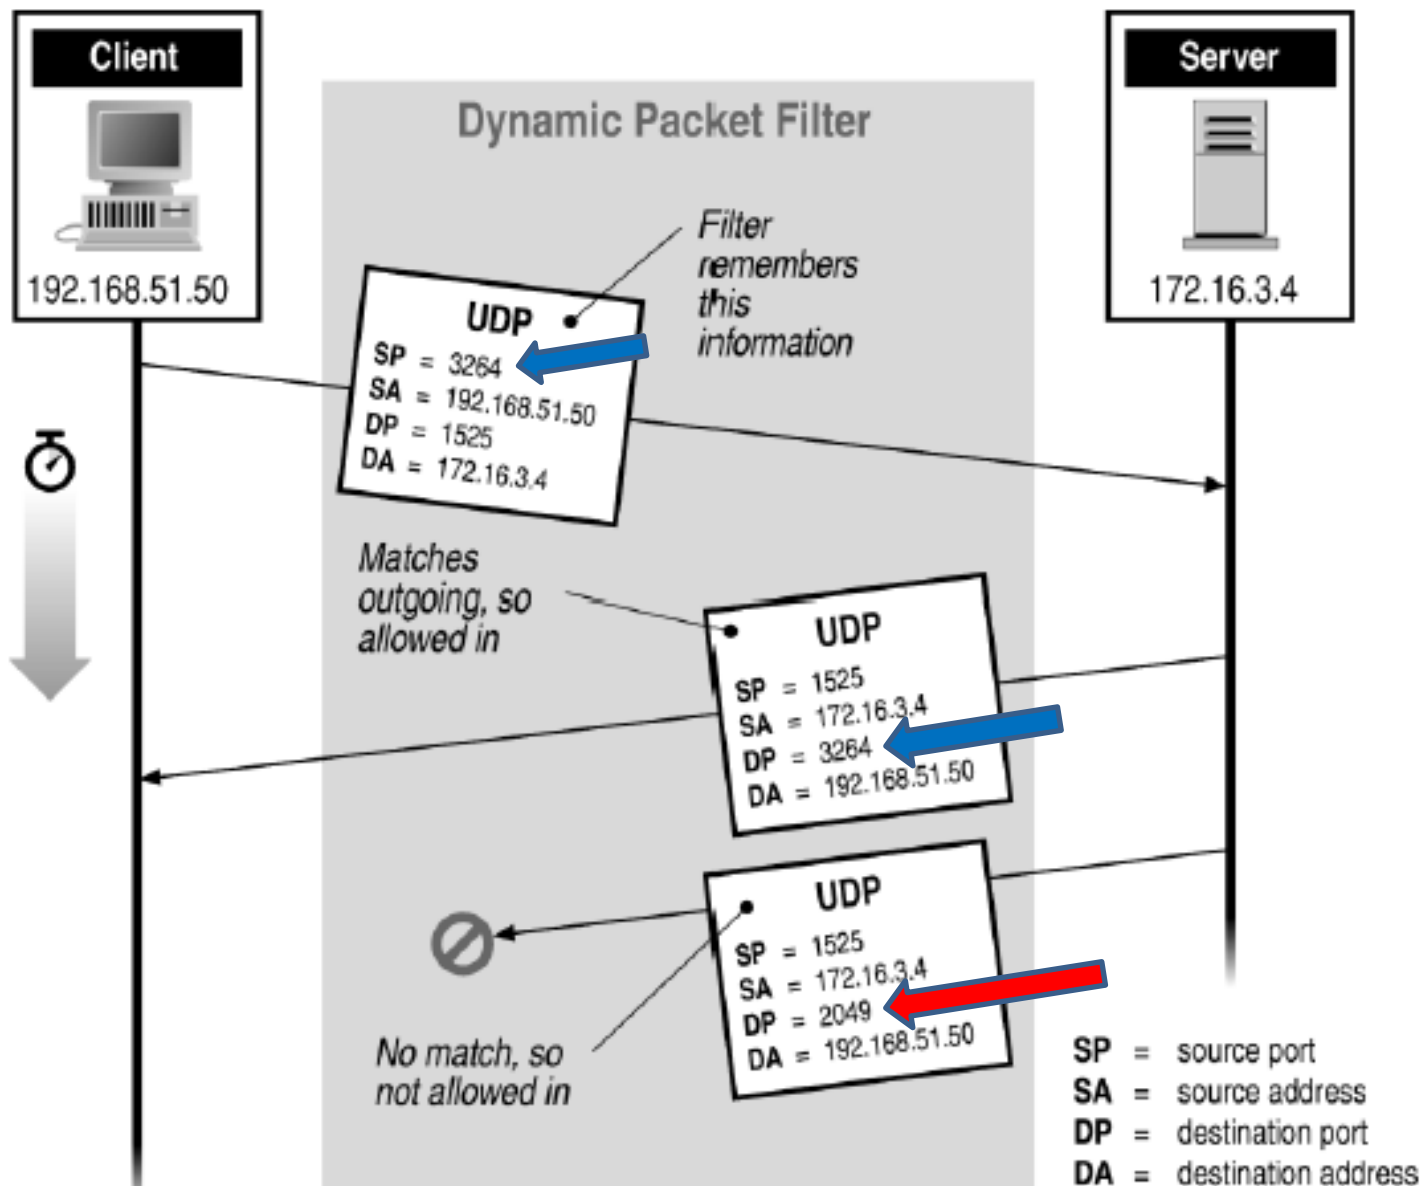 Client
192.168.51.50
Server
172.16.3.4
Dynamic Packet Filter
Filter
remembers
this
information
UDP
SP = 3264
SA = 192.168.51.50
DP = 1525
DA = 172.16.3.4
Matches
outgoing, so
allowed in
UDP
SP = 1525
SA = 172.16.3.4
DP = 3264
DA = 192.168.51.50
UDP
SP = 1525
SA = 172.16.3.4
DP = 2049
DA = 192.168.51.50
No match, so
not allowed in
SP = source port
SA = source address
DP = destination port
DA = destination address